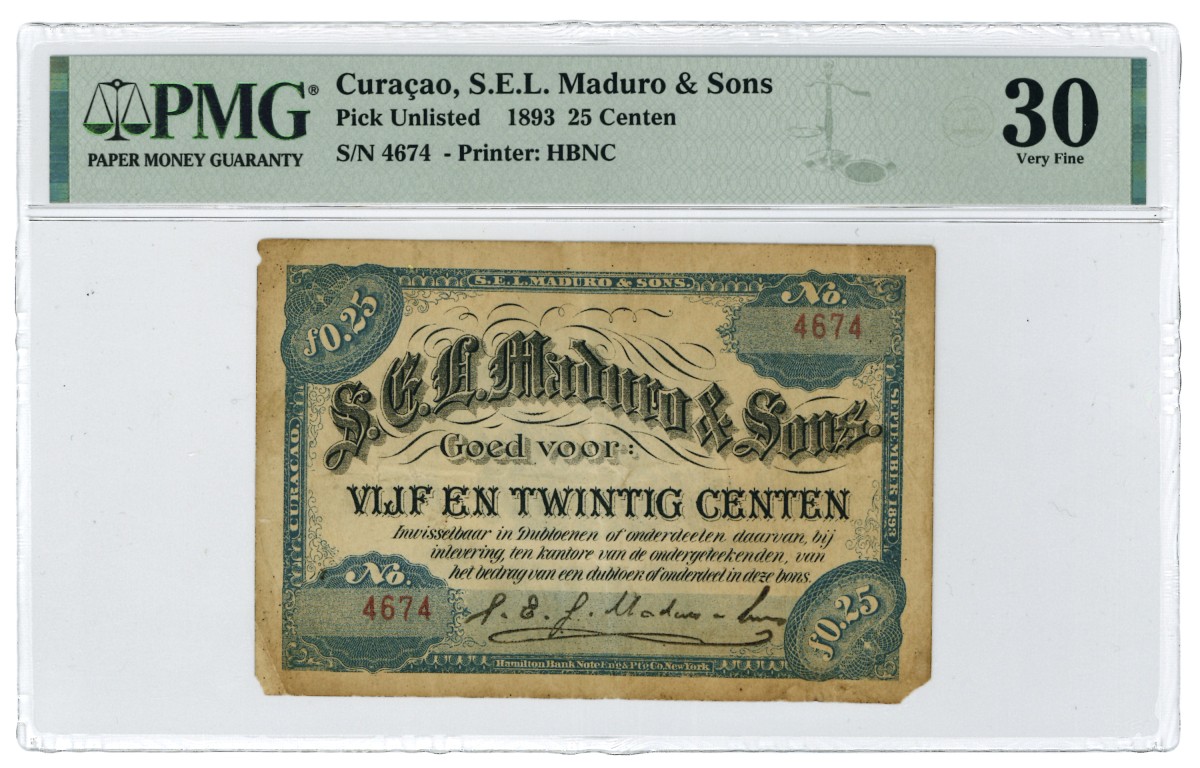 PMG®
PAPER MONEY GUARANTY
Curaçao, S.E.L. Maduro & Sons
Pick Unlisted 1893 25 Centen
S/N 4674 - Printer: HBNC
30
Very Fine
S.E.L. MADURO & SONS.
f0.25
No.
4674
S.E.L. Maduro & Sons.
Goed voor:
VIJF EN TWINTIG CENTEN
Inwisselbaar in Dubloenen of onderdeelen daarvan, bij
inlevering, ten kantore van de ondergeteekenden, van
het bedrag van een dubloen of onderdeel in deze bons.
CURAÇAO,
SEPTEMBER 1893
No.
4674
S. E. L. Maduro & Sons
f0.25
Hamilton Bank Note Eng & Ptg Co. New York